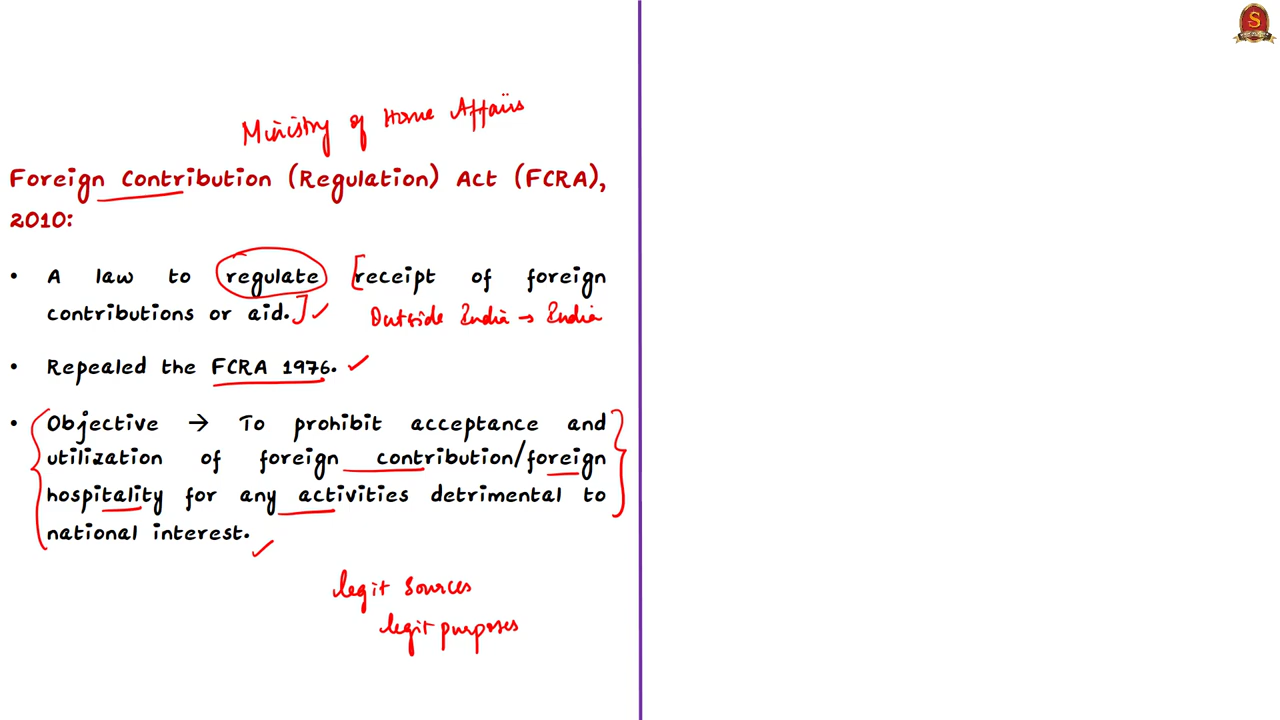 Ministry of Home Affairs
Foreign Contribution (Regulation) Act (FCRA),
2010:
• A law to regulate [receipt of foreign
contributions or aid.] ✓ Outside India → India
• Repealed the FCRA 1976. ✓
• Objective → To prohibit acceptance and
utilization of foreign contribution/foreign
hospitality for any activities detrimental to
national interest. ✓
legit sources
legit purposes
S